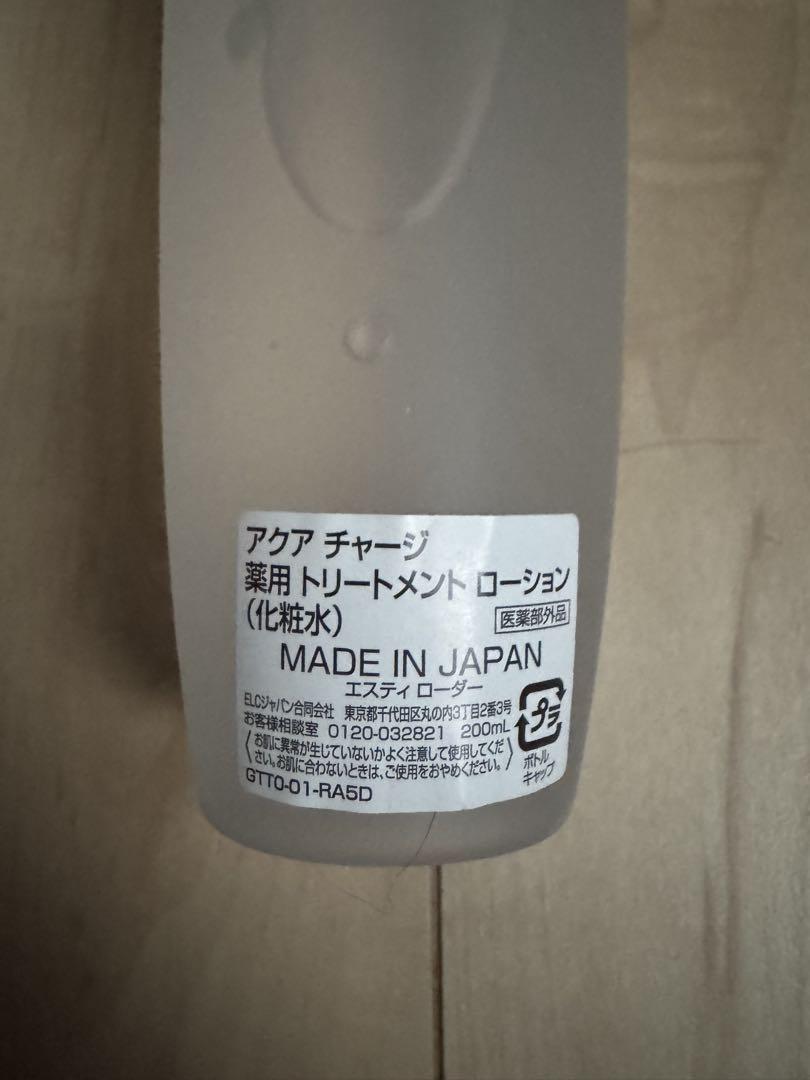 アクア チャージ
薬用 トリートメント ローション
(化粧水)
医薬部外品
MADE IN JAPAN
エスティ ローダー
ELCジャパン合同会社 東京都千代田区丸の内3丁目2番3号
お客様相談室 0120-032821 200mL
〈お肌に異常が生じていないかよく注意して使用してくだ
さい。お肌に合わないときは、ご使用をおやめください。〉
GTT0-01-RA5D
プラ
ボトル
キャップ